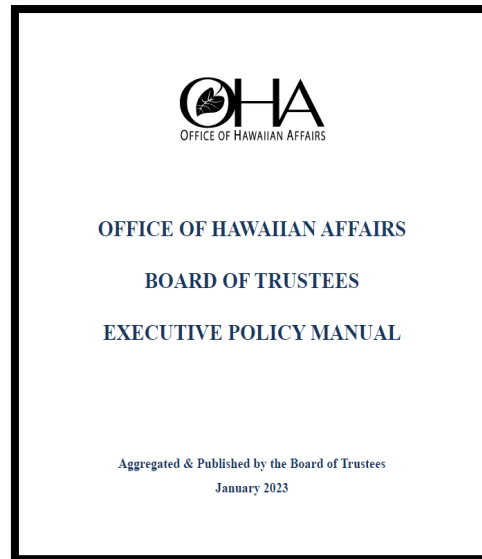 OHA
OFFICE OF HAWAIIAN AFFAIRS
OFFICE OF HAWAIIAN AFFAIRS
BOARD OF TRUSTEES
EXECUTIVE POLICY MANUAL
Aggregated & Published by the Board of Trustees
January 2023